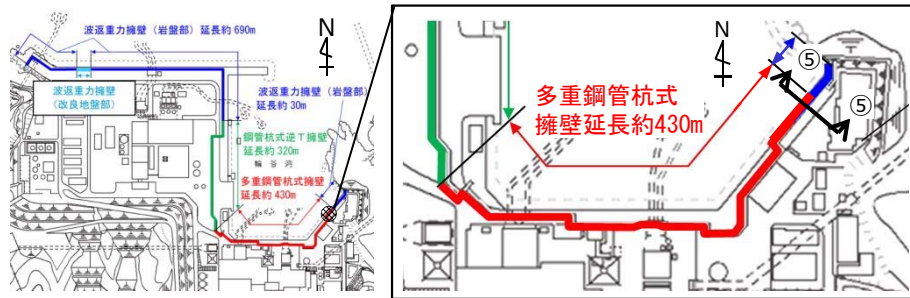 波返重力擁壁(岩盤部)延長約690m
N
波返重力擁壁
(改良地盤部)
波返重力擁壁(岩盤部)
延長約30m
鋼管杭式逆T擁壁
延長約320m
輪谷湾
多重鋼管杭式擁壁
延長約430m
N
⑤
⑤
多重鋼管杭式
擁壁延長約430m